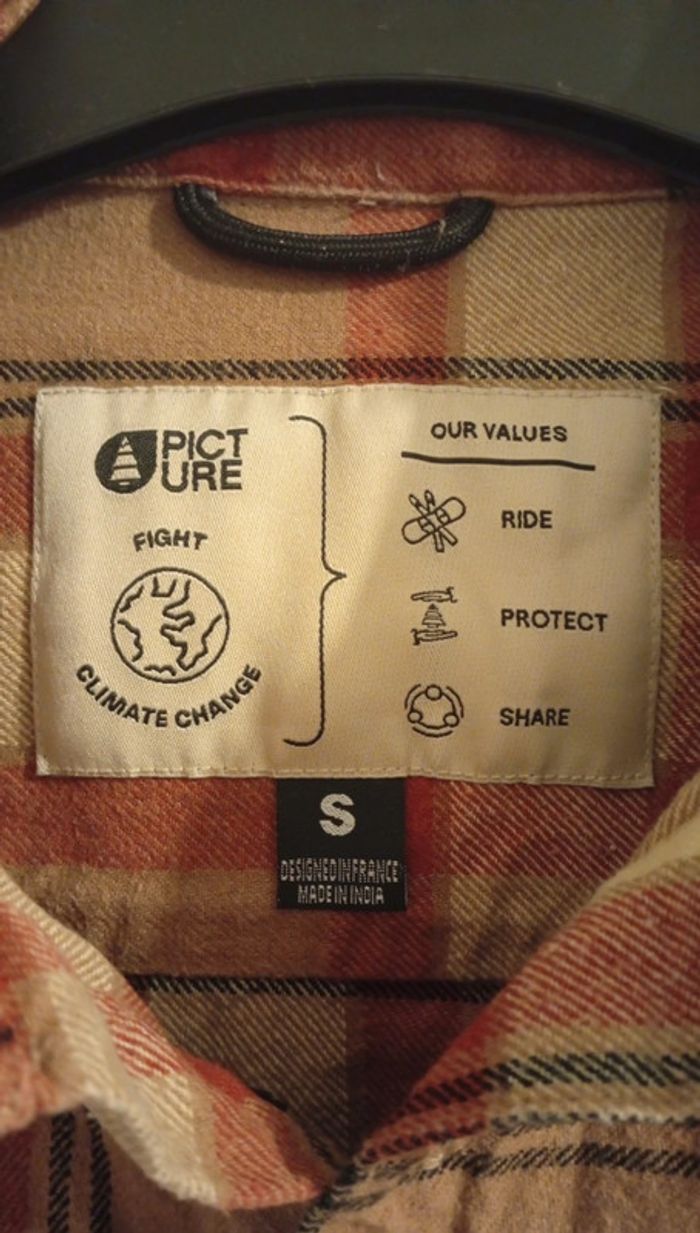 PICT
URE
FIGHT
CLIMATE CHANGE
OUR VALUES
RIDE
PROTECT
SHARE
S
DESIGNED IN FRANCE
MADE IN INDIA